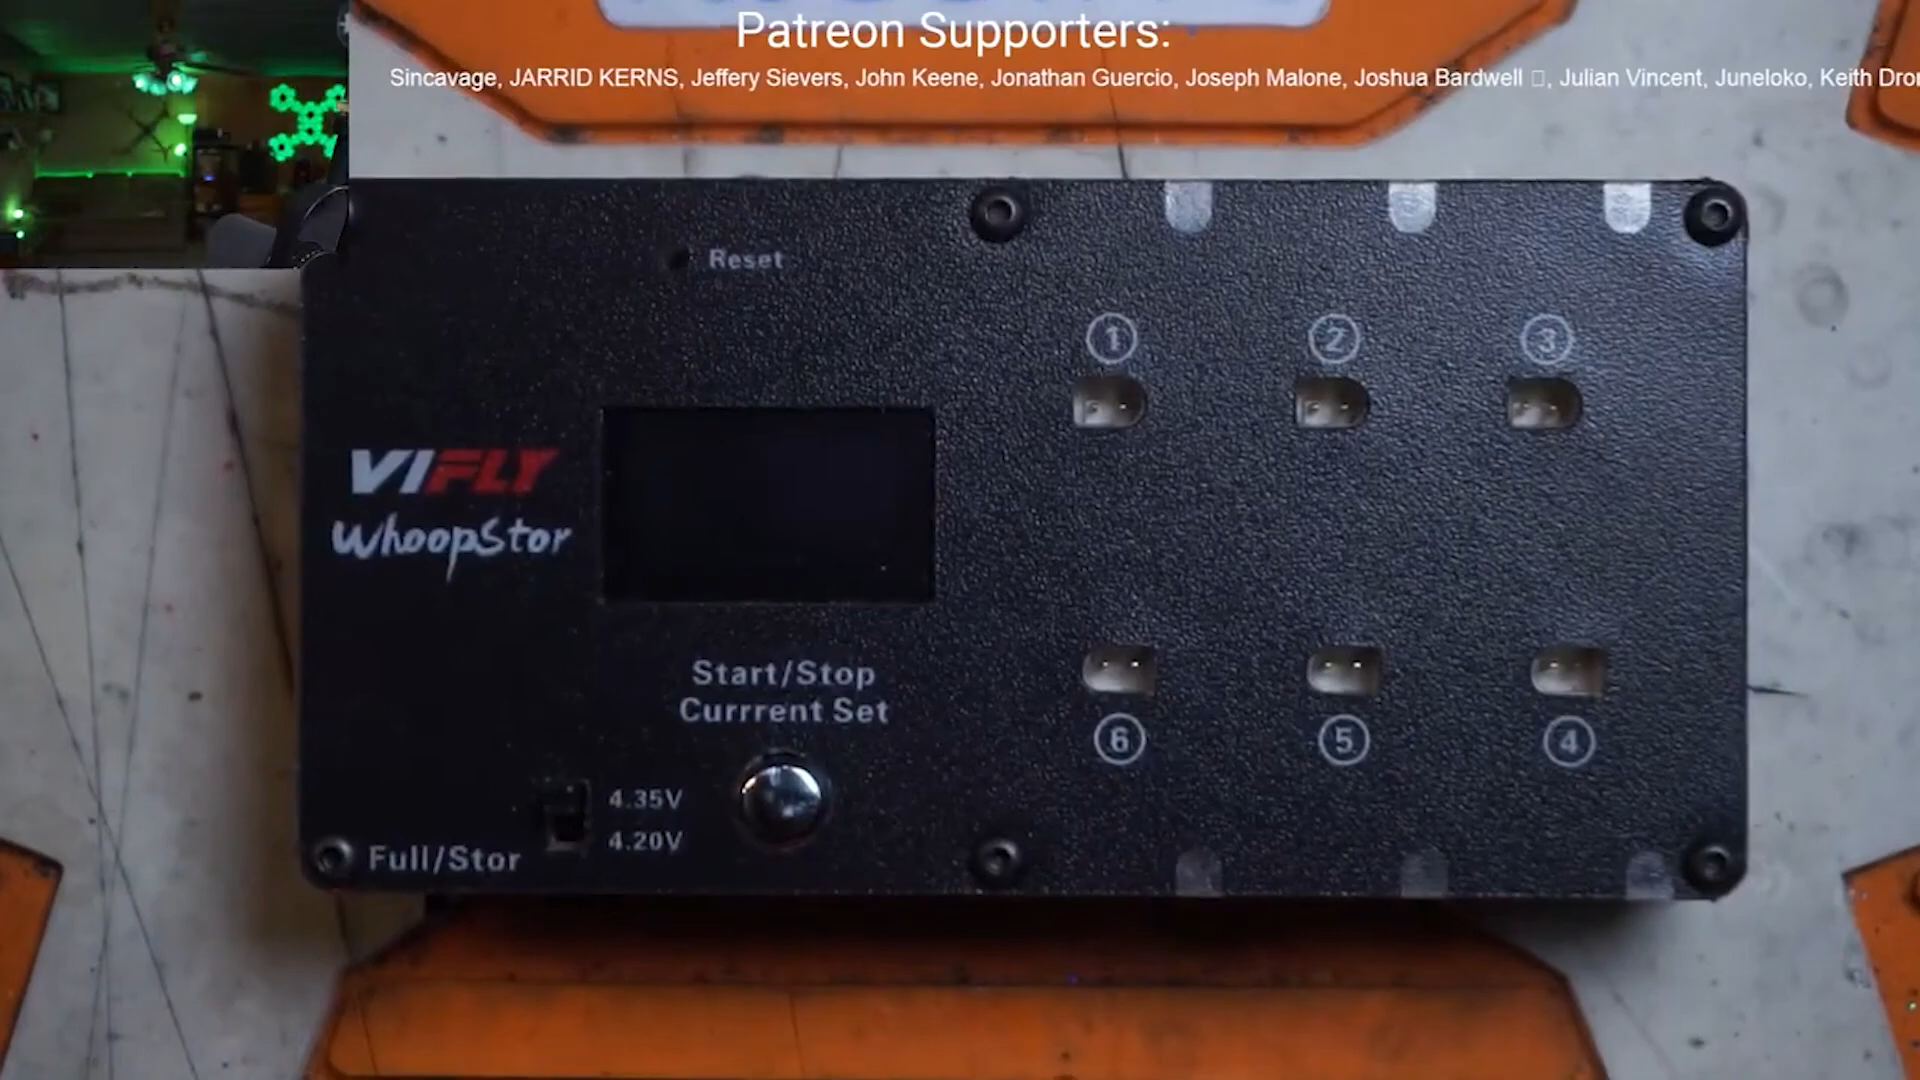 Patreon Supporters:
Sincavage, JARRID KERNS, Jeffery Sievers, John Keene, Jonathan Guercio, Joseph Malone, Joshua Bardwell, Julian Vincent, Juneloko, Keith
Reset
1 2 3
VIFLY
WhoopStor
Start/Stop
Currrent Set
6 5 4
4.35V
4.20V
Full/Stor